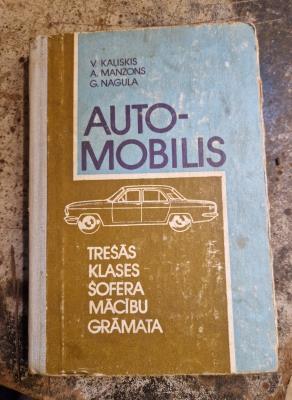 V. KALISKIS
A. MANZONS
G. NAGULA
AUTO-
MOBILIS
TREŠĀS
KLASES
ŠOFERA
MĀCĪBU
GRĀMATA